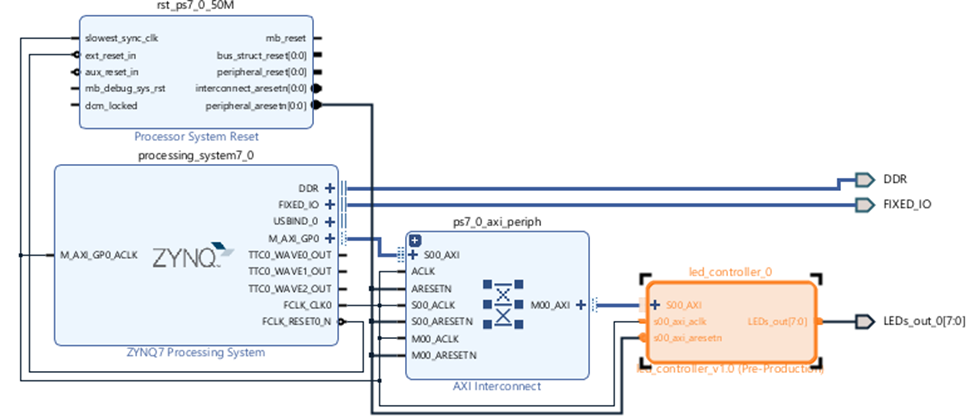 rst_ps7_0_50M
slowest_sync_clk
ext_reset_in
aux_reset_in
mb_debug_sys_rst
dcm_locked
mb_reset
bus_struct_reset[0:0]
peripheral_reset[0:0]
interconnect_aresetn[0:0]
peripheral_aresetn[0:0]
Processor System Reset
processing_system7_0
M_AXI_GP0_ACLK
ZYNQ
DDR
FIXED_IO
USBIND_0
M_AXI_GP0
TTC0_WAVE0_OUT
TTC0_WAVE1_OUT
TTC0_WAVE2_OUT
FCLK_CLK0
FCLK_RESET0_N
ZYNQ7 Processing System
ps7_0_axi_periph
S00_AXI
ACLK
ARESETN
S00_ACLK
S00_ARESETN
M00_ACLK
M00_ARESETN
M00_AXI
AXI Interconnect
led_controller_0
S00_AXI
s00_axi_aclk
s00_axi_aresetn
LEDs_out[7:0]
led_controller_v1.0 (Pre-Production)
DDR
FIXED_IO
LEDs_out_0[7:0]